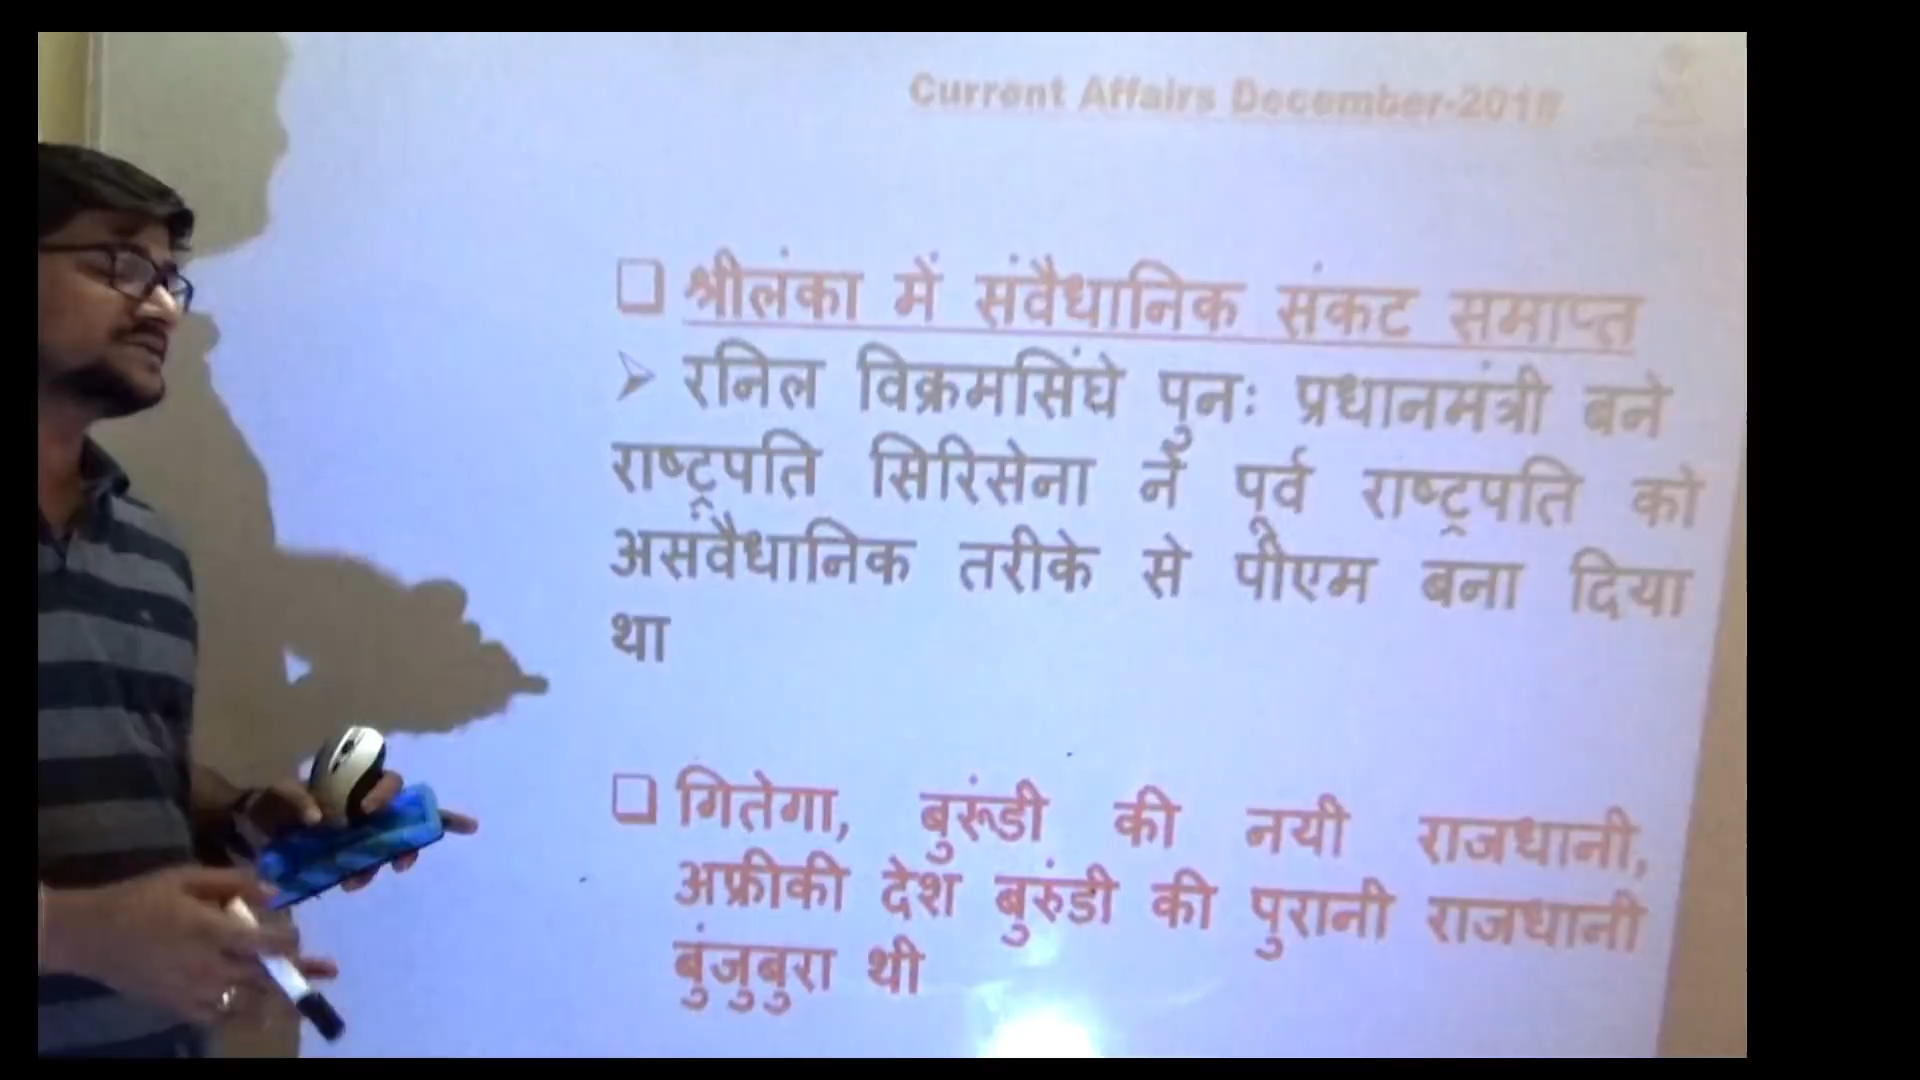 Current Affairs December-2018
श्रीलंका में संवैधानिक संकट समाप्त
रनिल विक्रमसिंघे पुनः प्रधानमंत्री बने
राष्ट्रपति सिरिसेना ने पूर्व राष्ट्रपति को
असंवैधानिक तरीके से पीएम बना दिया
था
गितेगा, बुरूंडी की नयी राजधानी,
अफ्रीकी देश बुरुंडी की पुरानी राजधानी
बुंजुबुरा थी